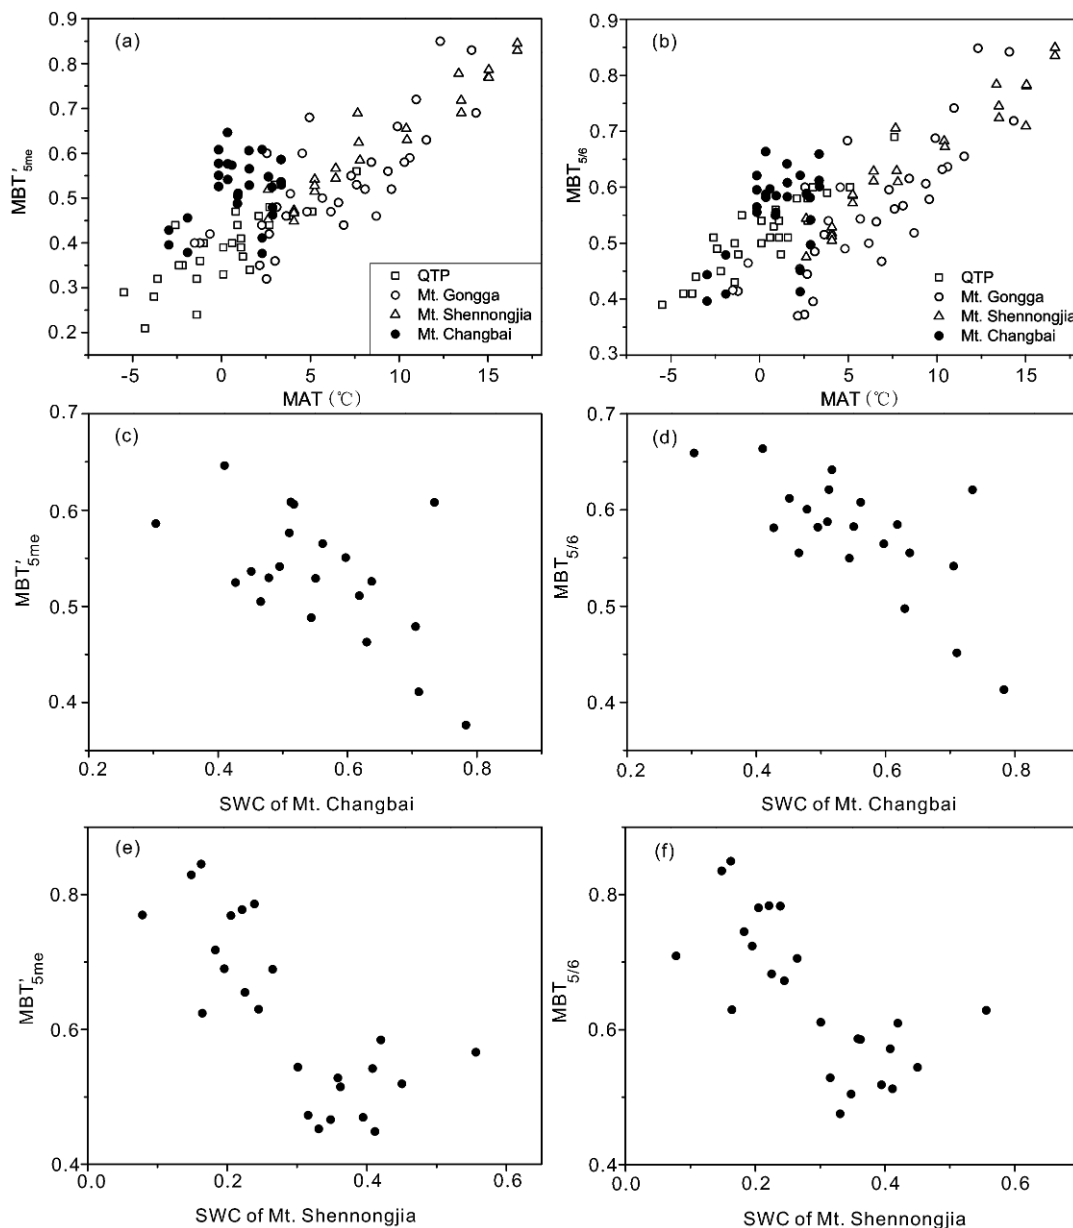 (a)
0.9
0.8
0.7
0.6
0.5
0.4
0.3
0.2
MBT′5me
-5
0
5
10
15
MAT (℃)
QTP
Mt. Gongga
Mt. Shennongjia
Mt. Changbai
(b)
0.9
0.8
0.7
0.6
0.5
0.4
0.3
MBT5/6
-5
0
5
10
15
MAT (℃)
QTP
Mt. Gongga
Mt. Shennongjia
Mt. Changbai
(c)
0.7
0.6
0.5
0.4
MBT′5me
0.2
0.4
0.6
0.8
SWC of Mt. Changbai
(d)
0.7
0.6
0.5
0.4
MBT5/6
0.2
0.4
0.6
0.8
SWC of Mt. Changbai
(e)
0.8
0.6
0.4
MBT′5me
0.0
0.2
0.4
0.6
SWC of Mt. Shennongjia
(f)
0.8
0.6
0.4
MBT5/6
0.0
0.2
0.4
0.6
SWC of Mt. Shennongjia